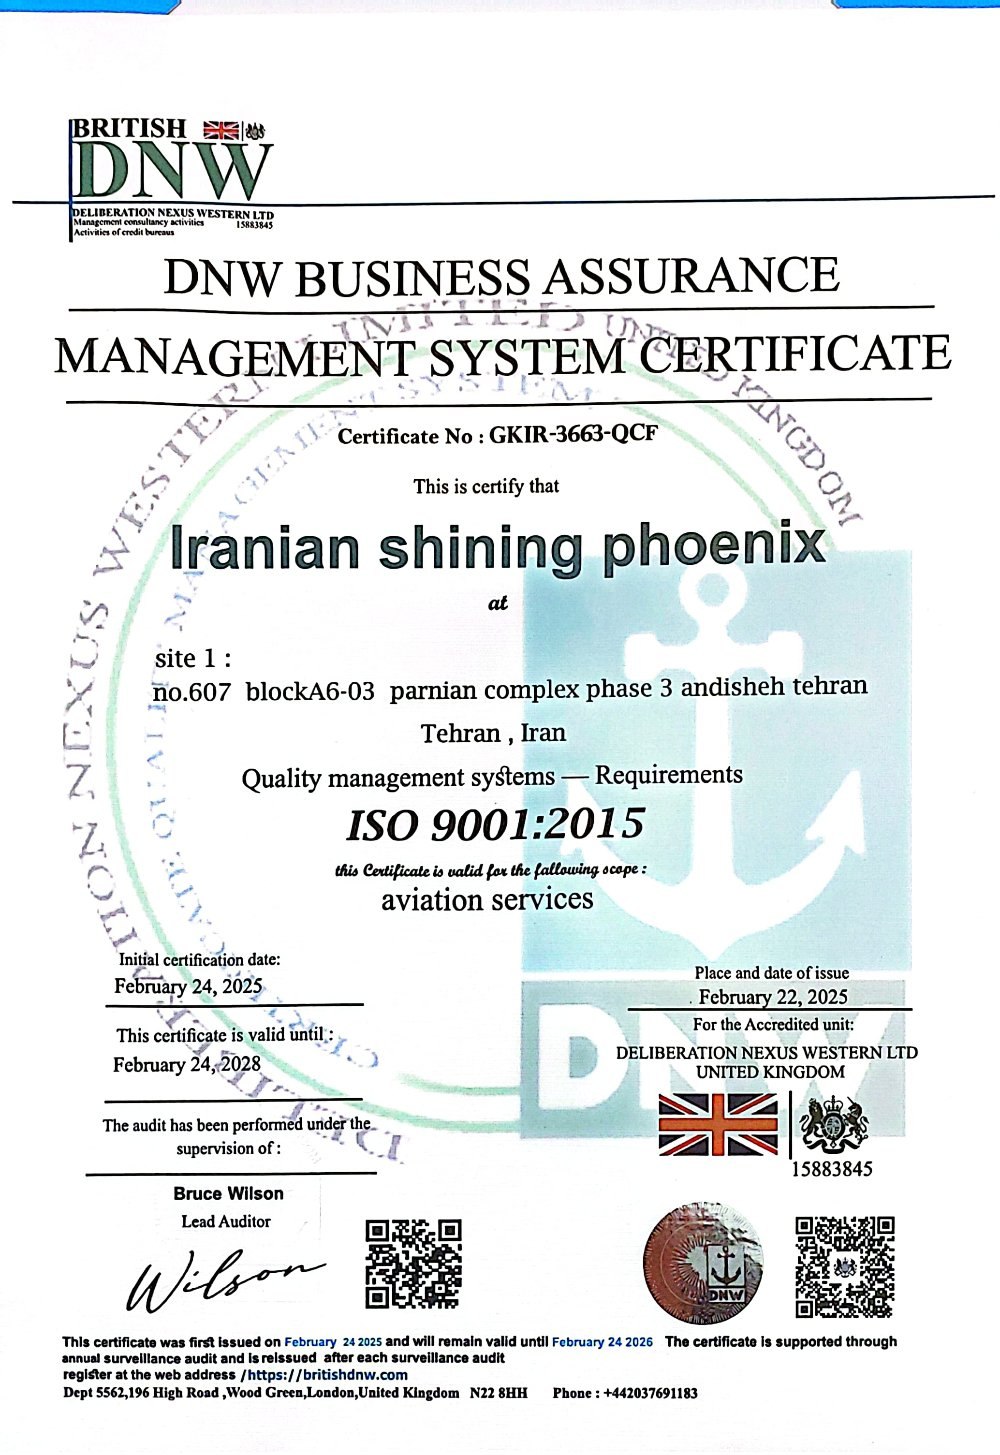 BRITISH
DNW
DELIBERATION NEXUS WESTERN LTD
Management consultancy activities 15883845
Activities of credit bureaus
DNW BUSINESS ASSURANCE
MANAGEMENT SYSTEM CERTIFICATE
Certificate No : GKIR-3663-QCF
This is certify that
Iranian shining phoenix
at
site 1 :
no.607 blockA6-03 parnian complex phase 3 andisheh tehran
Tehran , Iran
Quality management systems — Requirements
ISO 9001:2015
this Certificate is valid for the fallowing scope :
aviation services
Initial certification date:
February 24, 2025
This certificate is valid until :
February 24, 2028
The audit has been performed under the
supervision of :
Bruce Wilson
Lead Auditor
Wilson
Place and date of issue
. February 22, 2025
For the Accredited unit:
DELIBERATION NEXUS WESTERN LTD
UNITED KINGDOM
15883845
DNW
DNW
This certificate was first issued on February 24 2025 and will remain valid until February 24 2026 The certificate is supported through
annual surveillance audit and is reissued after each surveillance audit
register at the web address /https://britishdnw.com
Dept 5562,196 High Road ,Wood Green,London,United Kingdom N22 8HH Phone : +442037691183